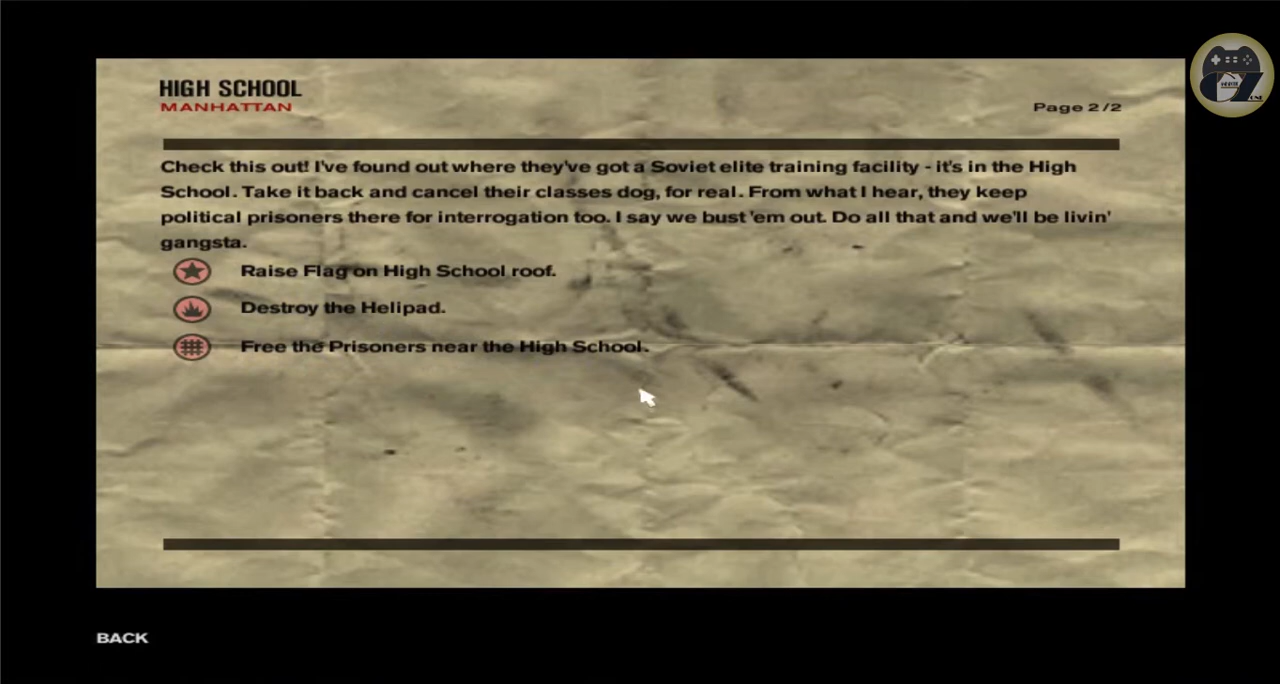 HIGH SCHOOL
MANHATTAN
Page 2/2
Check this out! I've found out where they've got a Soviet elite training facility - it's in the High
School. Take it back and cancel their classes dog, for real. From what I hear, they keep
political prisoners there for interrogation too. I say we bust 'em out. Do all that and we'll be livin'
gangsta.
Raise Flag on High School roof.
Destroy the Helipad.
Free the Prisoners near the High School.
BACK